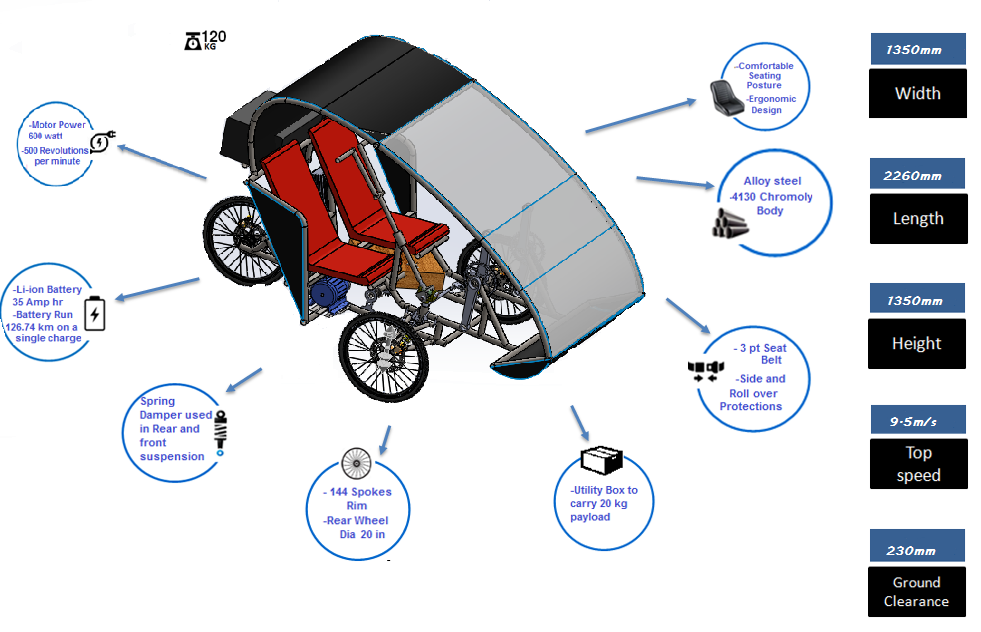 120
KG
-Motor Power
600 watt
-500 Revolutions
per minute
-Li-ion Battery
35 Amp hr
-Battery Run
126.74 km on a
single charge
Spring
Damper used
in Rear and
front
suspension
- 144 Spokes
Rim
-Rear Wheel
Dia 20 in
-Utility Box to
carry 20 kg
payload
- 3 pt Seat
Belt
-Side and
Roll over
Protections
Alloy steel
-4130 Chromoly
Body
-Comfortable
Seating
Posture
-Ergonomic
Design
1350mm
Width
2260mm
Length
1350mm
Height
9.5m/s
Top
speed
230mm
Ground
Clearance